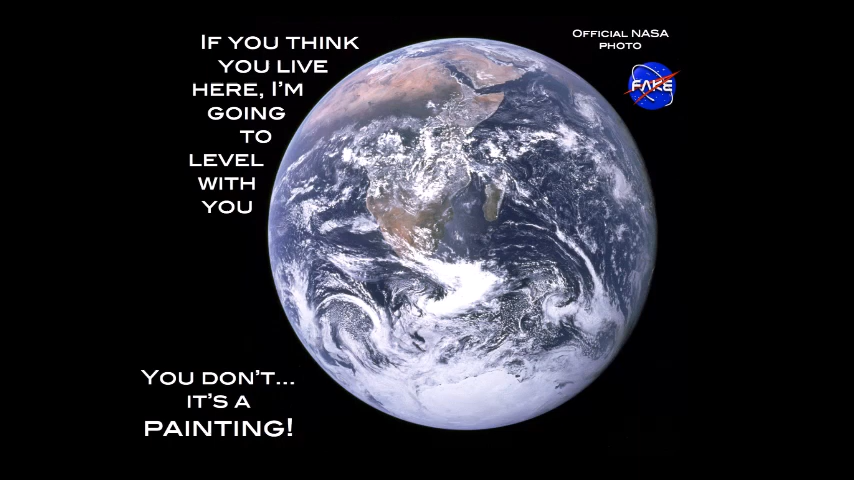 If you think
you live
here, I'm
going
to
level
with
you
Official NASA
photo
FAKE
You don't...
it's a
painting!